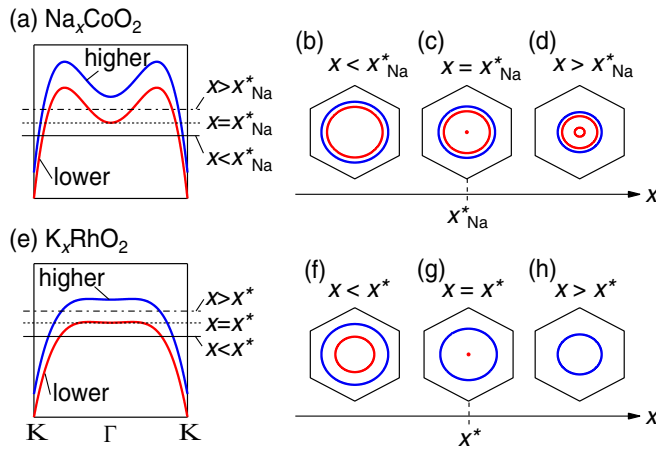 (a) NaₓCoO₂
higher
lower
x>x*Na
x=x*Na
x<x*Na
(b)
x < x*Na
(c)
x = x*Na
(d)
x > x*Na
x*Na
x
(e) KₓRhO₂
higher
lower
x>x*
x=x*
x<x*
K Γ K
(f)
x < x*
(g)
x = x*
(h)
x > x*
x*
x